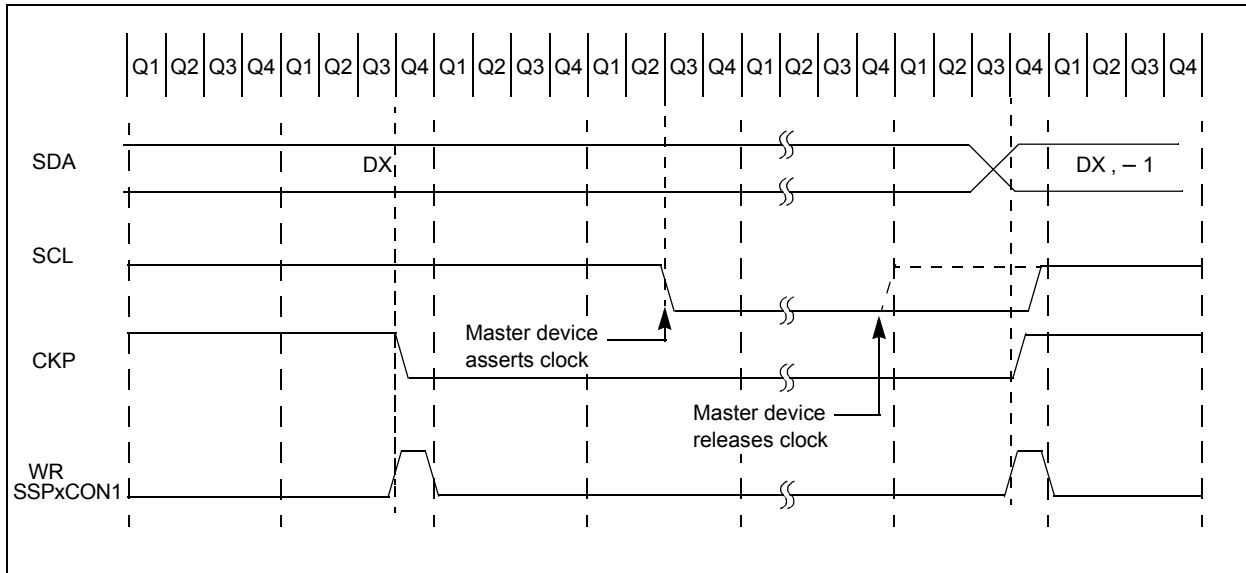 Q1 Q2 Q3 Q4 Q1 Q2 Q3 Q4 Q1 Q2 Q3 Q4 Q1 Q2 Q3 Q4 Q1 Q2 Q3 Q4 Q1 Q2 Q3 Q4 Q1 Q2 Q3 Q4
SDA
DX
DX , – 1
SCL
Master device
asserts clock
CKP
Master device
releases clock
WR
SSPxCON1